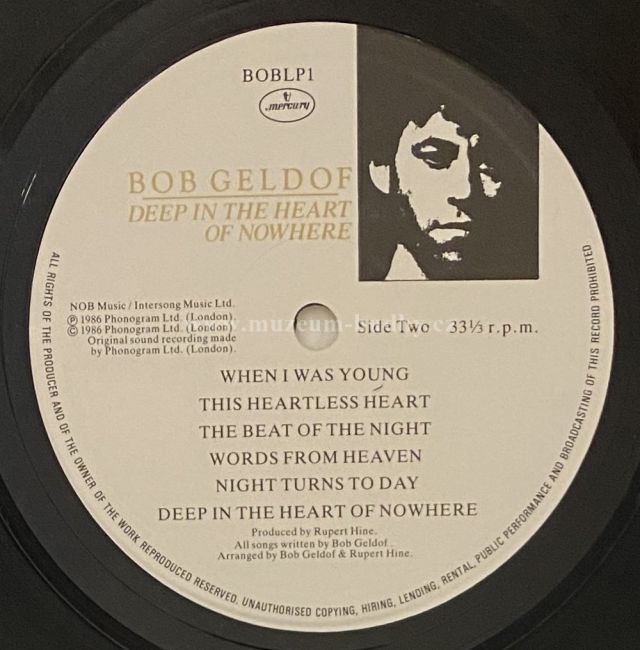 BOBLP1
mercury
BOB GELDOF
DEEP IN THE HEART
OF NOWHERE
NOB Music / Intersong Music Ltd.
℗ 1986 Phonogram Ltd. (London).
© 1986 Phonogram Ltd. (London).
Original sound recording made
by Phonogram Ltd. (London).
Side Two 33⅓ r.p.m.
WHEN I WAS YOUNG
THIS HEARTLESS HEART
THE BEAT OF THE NIGHT
WORDS FROM HEAVEN
NIGHT TURNS TO DAY
DEEP IN THE HEART OF NOWHERE
Produced by Rupert Hine.
All songs written by Bob Geldof.
Arranged by Bob Geldof & Rupert Hine.
ALL RIGHTS OF THE PRODUCER AND OF THE OWNER OF THE WORK REPRODUCED RESERVED. UNAUTHORISED COPYING, HIRING, LENDING, RENTAL, PUBLIC PERFORMANCE AND BROADCASTING OF THIS RECORD PROHIBITED